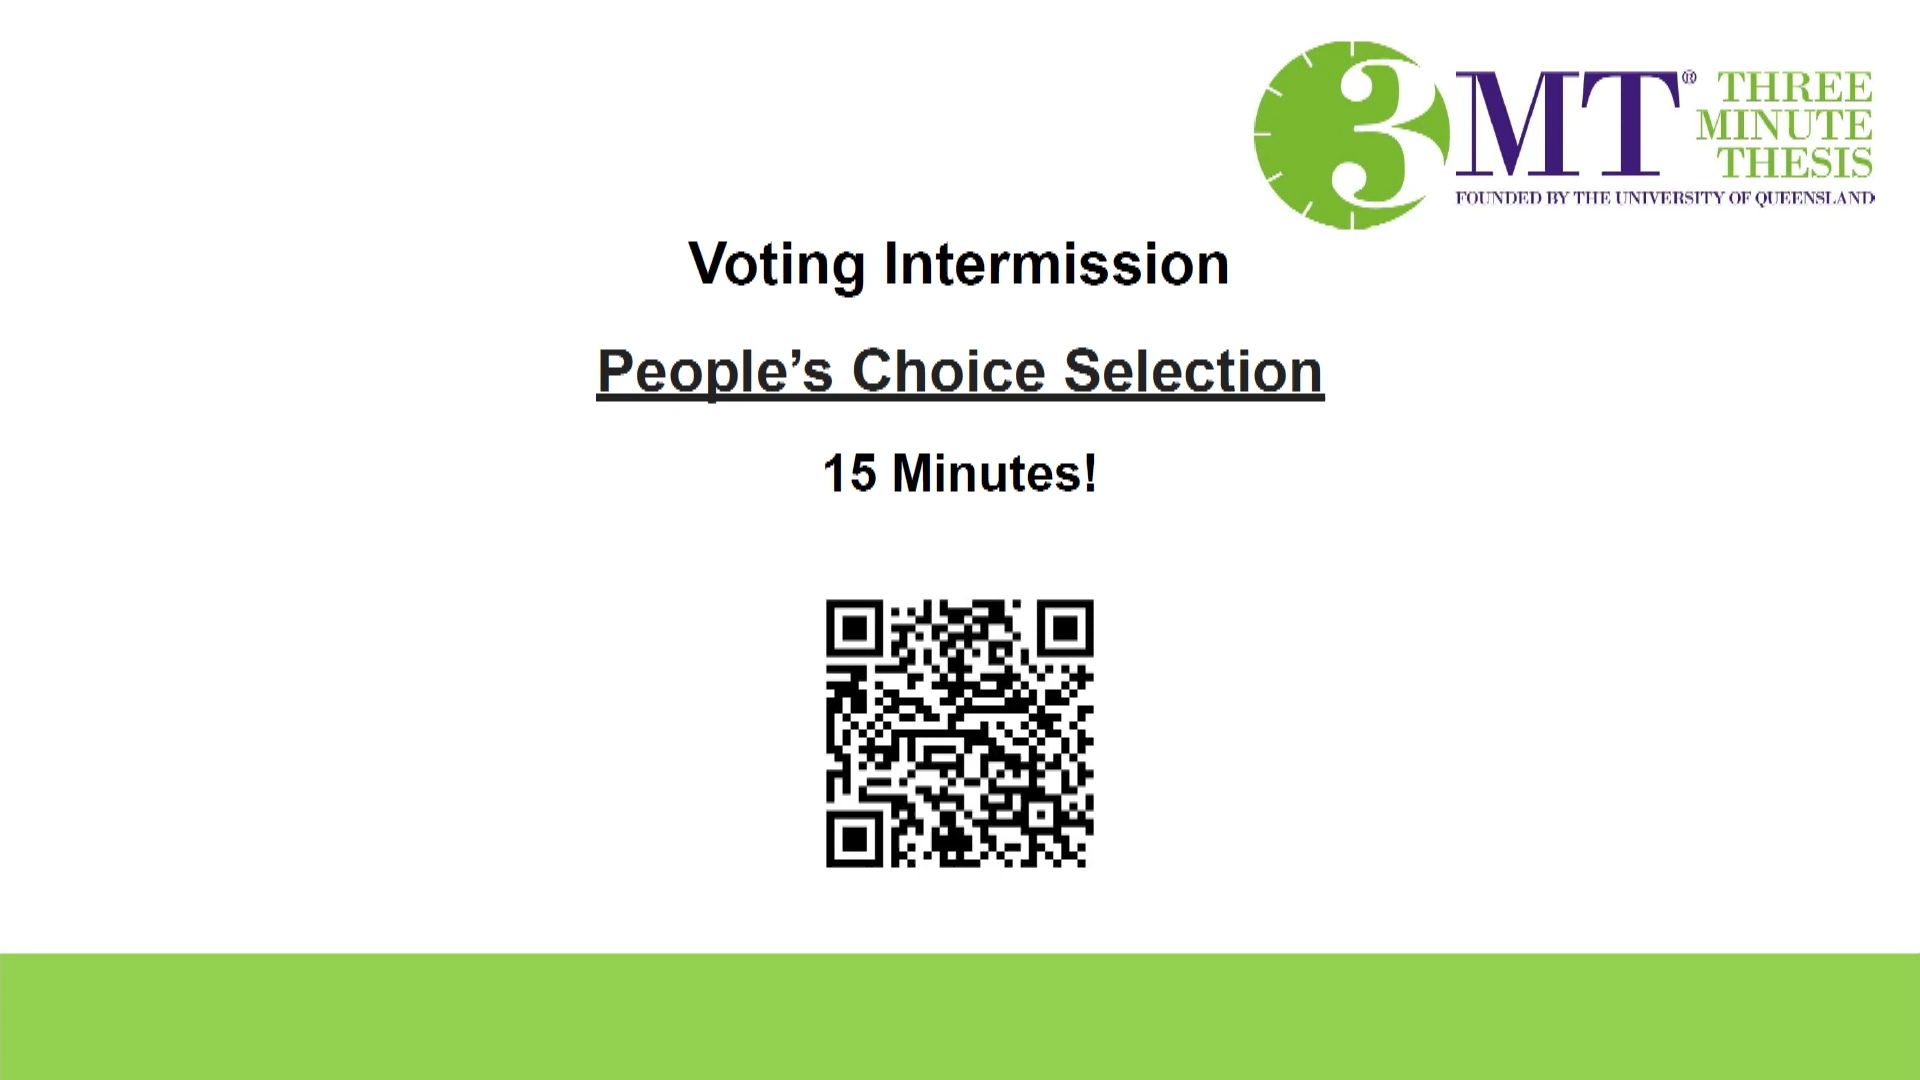 3MT® THREE
MINUTE
THESIS
FOUNDED BY THE UNIVERSITY OF QUEENSLAND
Voting Intermission
People’s Choice Selection
15 Minutes!